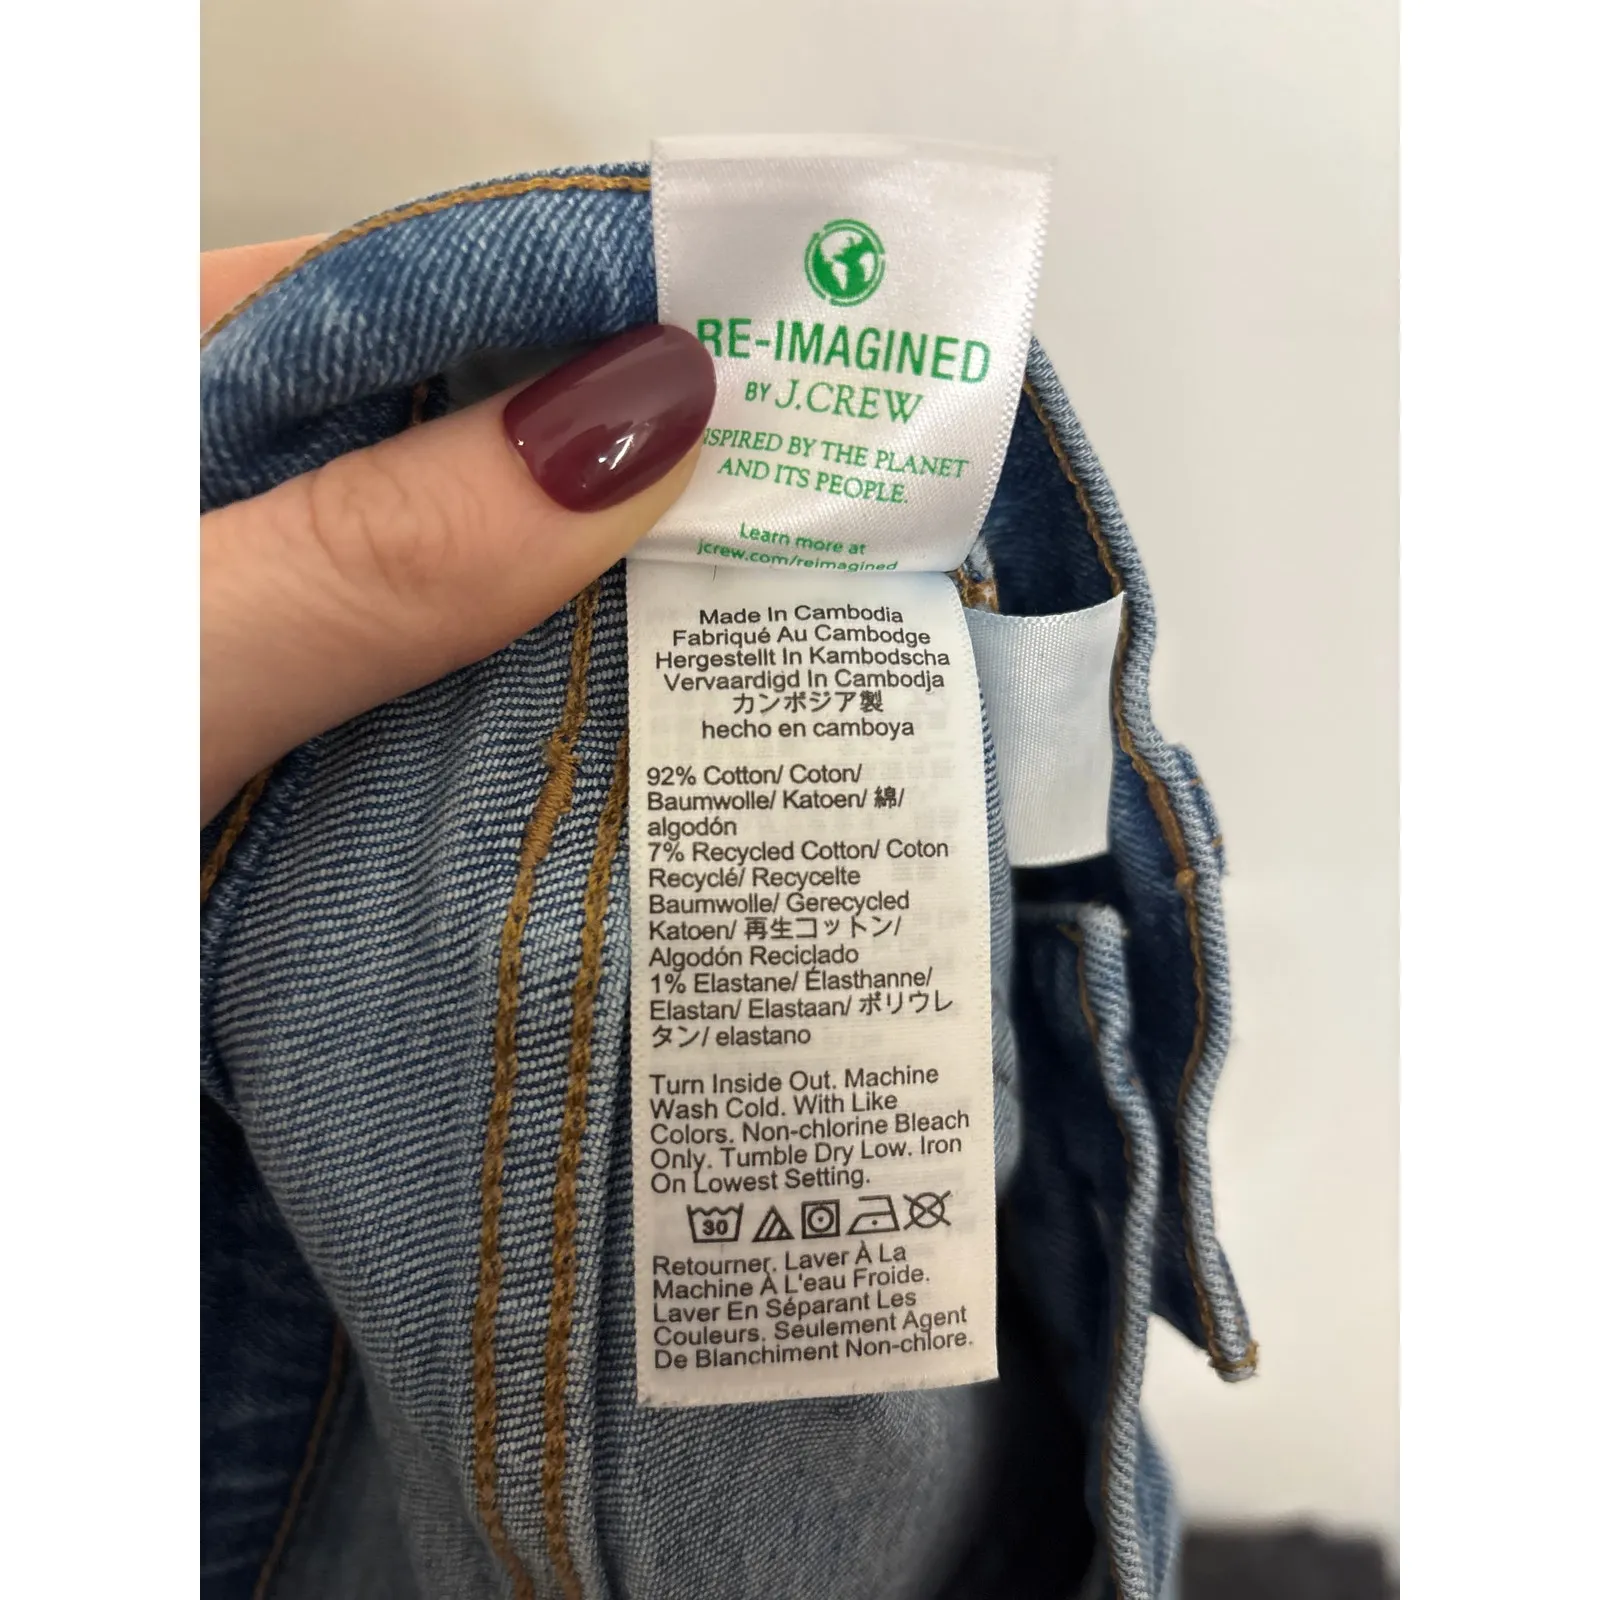 RE-IMAGINED
BY J.CREW
INSPIRED BY THE PLANET
AND ITS PEOPLE.
Learn more at
jcrew.com/reimagined
Made In Cambodia
Fabriqué Au Cambodge
Hergestellt In Kambodscha
Vervaardigd In Cambodja
カンボジア製
hecho en camboya
92% Cotton/ Coton/
Baumwolle/ Katoen/ 綿/
algodón
7% Recycled Cotton/ Coton
Recyclé/ Recycelte
Baumwolle/ Gerecycled
Katoen/ 再生コットン/
Algodón Reciclado
1% Elastane/ Élasthanne/
Elastan/ Elastaan/ ポリウレ
タン/ elastano
Turn Inside Out. Machine
Wash Cold. With Like
Colors. Non-chlorine Bleach
Only. Tumble Dry Low. Iron
On Lowest Setting.
30
Retourner. Laver À La
Machine À L'eau Froide.
Laver En Séparant Les
Couleurs. Seulement Agent
De Blanchiment Non-chlore.